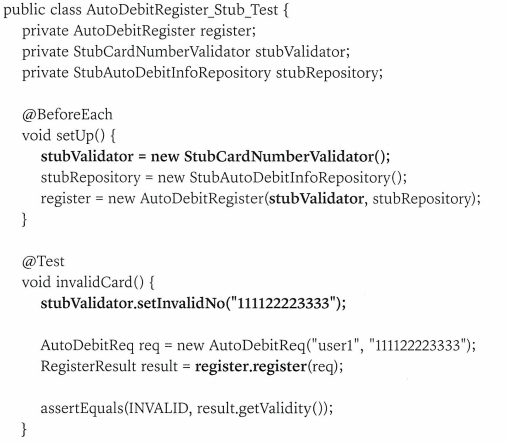 public class AutoDebitRegister_Stub_Test {
private AutoDebitRegister register;
private StubCardNumberValidator stubValidator;
private StubAutoDebitInfoRepository stubRepository;
@BeforeEach
void setUp() {
stubValidator = new StubCardNumberValidator();
stubRepository = new StubAutoDebitInfoRepository();
register = new AutoDebitRegister(stubValidator, stubRepository);
}
@Test
void invalidCard() {
stubValidator.setInvalidNo("111122223333");
AutoDebitReq req = new AutoDebitReq("user1", "111122223333");
RegisterResult result = register.register(req);
assertEquals(INVALID, result.getValidity());
}